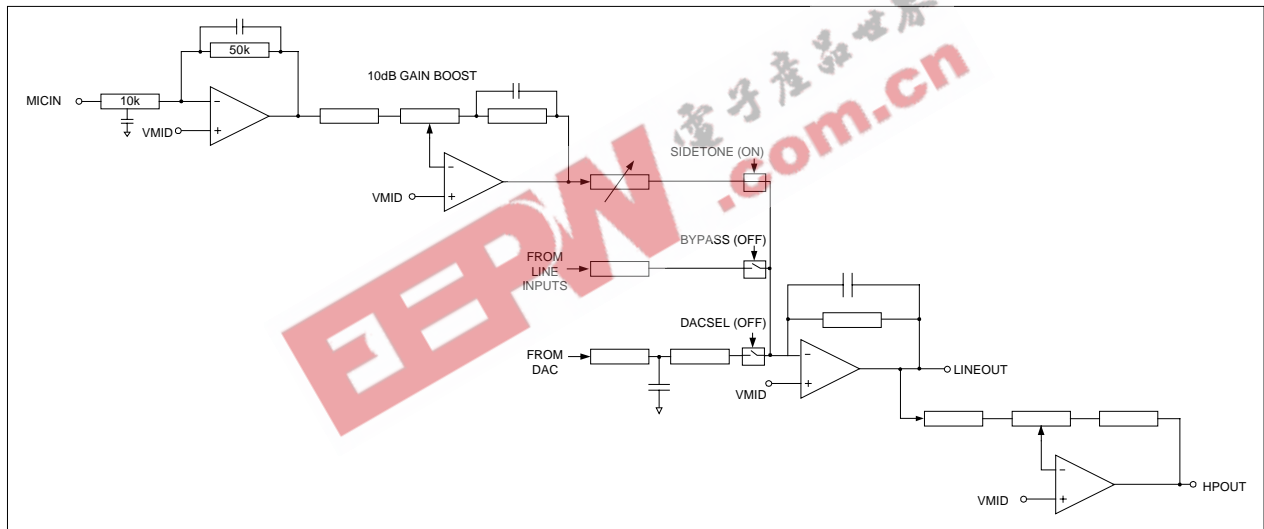 50k
10dB GAIN BOOST
MICIN
10k
VMID
SIDETONE (ON)
VMID
BYPASS (OFF)
FROM
LINE
INPUTS
DACSEL (OFF)
FROM
DAC
VMID
LINEOUT
VMID
HPOUT
EEPW
.com.cn
電子產品世界